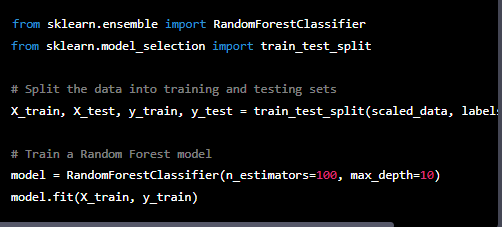 from sklearn.ensemble import RandomForestClassifier
from sklearn.model_selection import train_test_split
# Split the data into training and testing sets
X_train, X_test, y_train, y_test = train_test_split(scaled_data, labels
# Train a Random Forest model
model = RandomForestClassifier(n_estimators=100, max_depth=10)
model.fit(X_train, y_train)